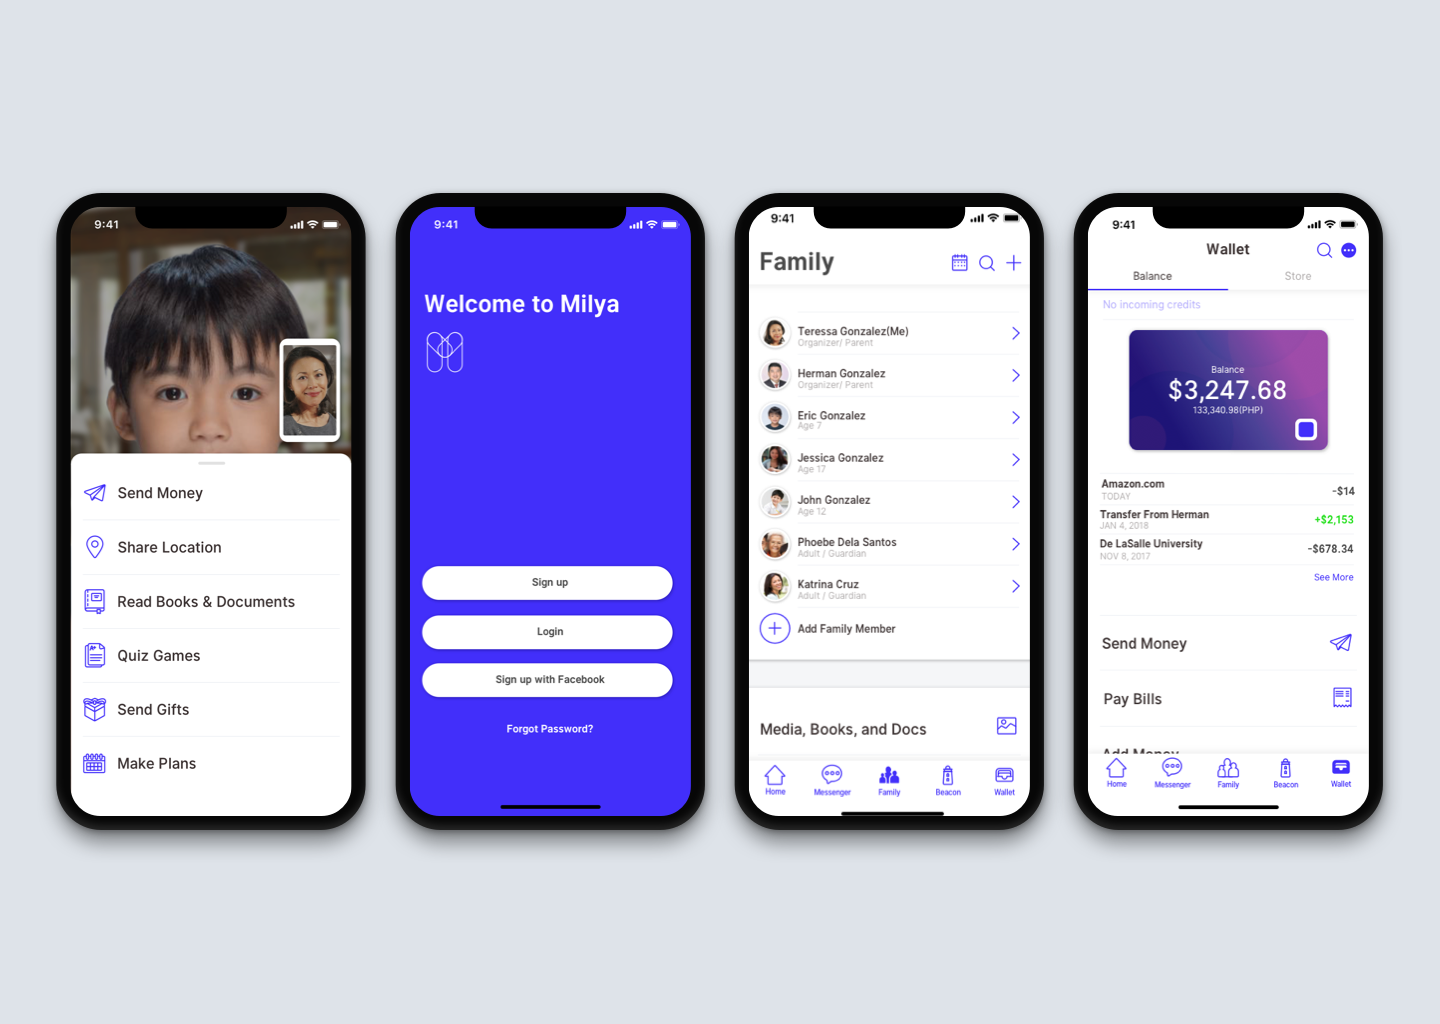 9:41
Send Money
Share Location
Read Books & Documents
A+
Quiz Games
Send Gifts
Make Plans
9:41
Welcome to Milya
Sign up
Login
Sign up with Facebook
Forgot Password?
9:41
Family
Teressa Gonzalez(Me)
Organizer/ Parent
Herman Gonzalez
Organizer/ Parent
Eric Gonzalez
Age 7
Jessica Gonzalez
Age 17
John Gonzalez
Age 12
Phoebe Dela Santos
Adult / Guardian
Katrina Cruz
Adult / Guardian
Add Family Member
Media, Books, and Docs
Home Messenger Family Beacon Wallet
9:41
Wallet
Balance Store
No incoming credits
Balance
$3,247.68
133,340.98(PHP)
Amazon.com -$14
TODAY
Transfer From Herman +$2,153
JAN 4, 2018
De LaSalle University -$678.34
NOV 8, 2017
See More
Send Money
Pay Bills
Add Money
Home Messenger Family Beacon Wallet